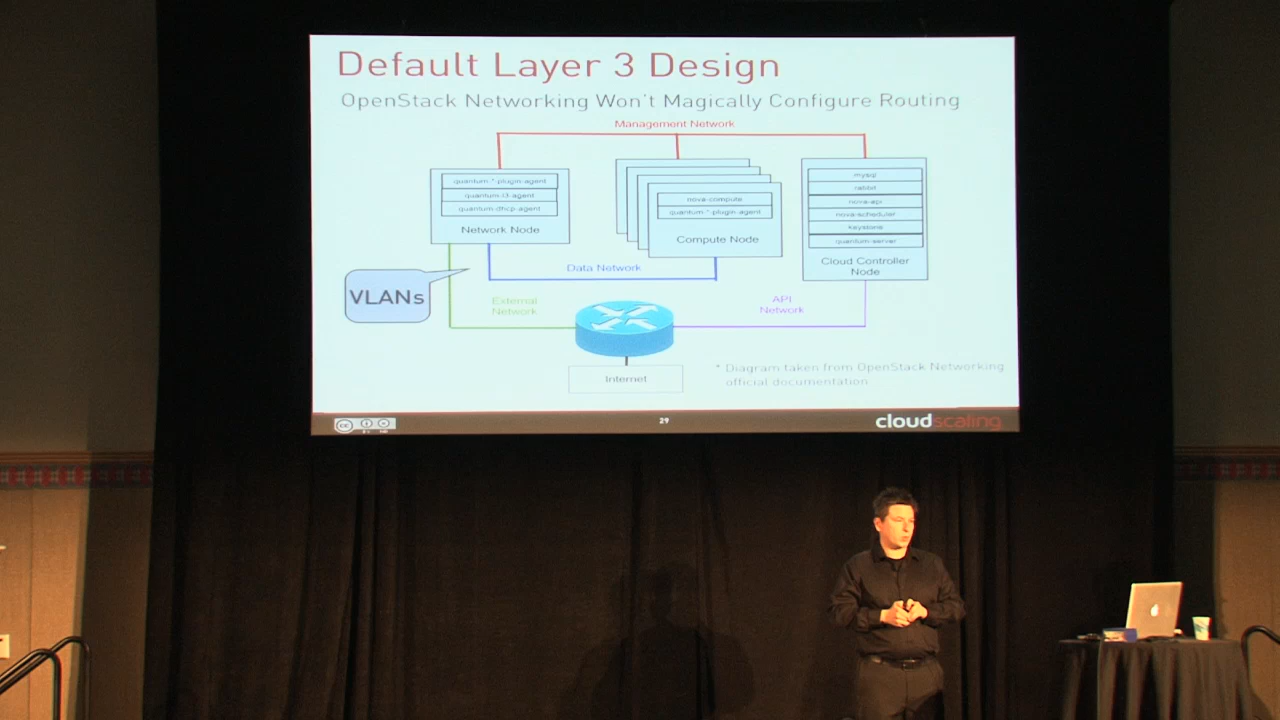 Default Layer 3 Design
OpenStack Networking Won't Magically Configure Routing
Management Network
quantum-*-plugin-agent
quantum-l3-agent
quantum-dhcp-agent
Network Node
nova-compute
quantum-*-plugin-agent
Compute Node
mysql
rabbit
nova-api
nova-scheduler
keystone
quantum-server
Cloud Controller
Node
Data Network
VLANs
External
Network
API
Network
Internet
* Diagram taken from OpenStack Networking
official documentation
cc
29
cloudscaling